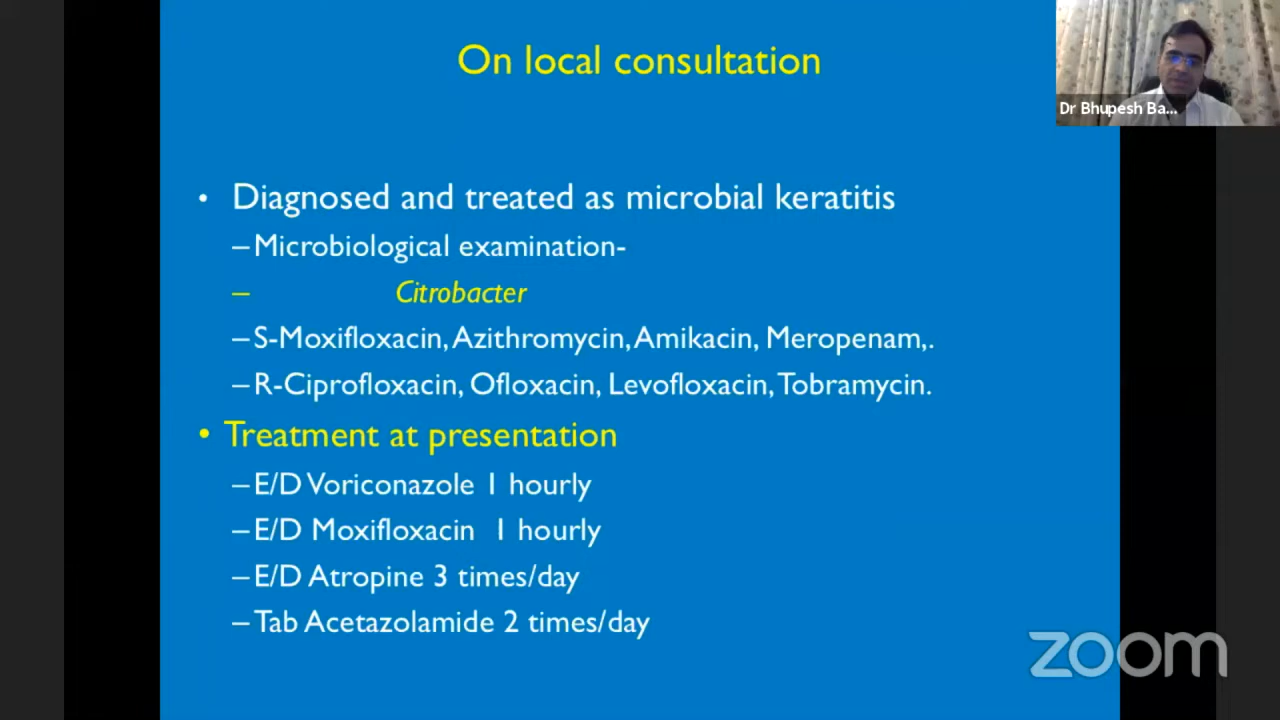 On local consultation
Dr Bhupesh Ba...
• Diagnosed and treated as microbial keratitis
–Microbiological examination-
– Citrobacter
–S-Moxifloxacin,Azithromycin,Amikacin, Meropenam,.
–R-Ciprofloxacin, Ofloxacin, Levofloxacin,Tobramycin.
• Treatment at presentation
–E/D Voriconazole 1 hourly
–E/D Moxifloxacin 1 hourly
–E/D Atropine 3 times/day
–Tab Acetazolamide 2 times/day
zoom